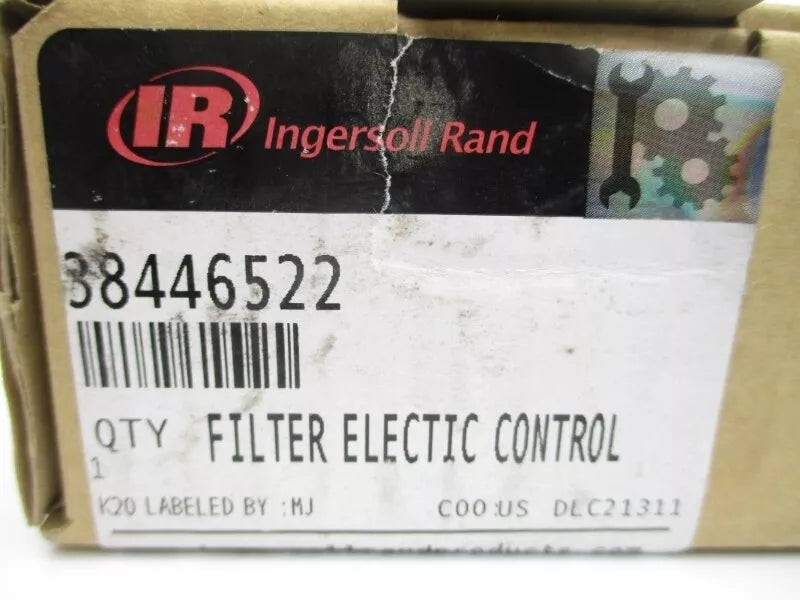 IR Ingersoll Rand
38446522
QTY FILTER ELECTIC CONTROL
1
K20 LABELED BY :MJ COO:US DLC21311